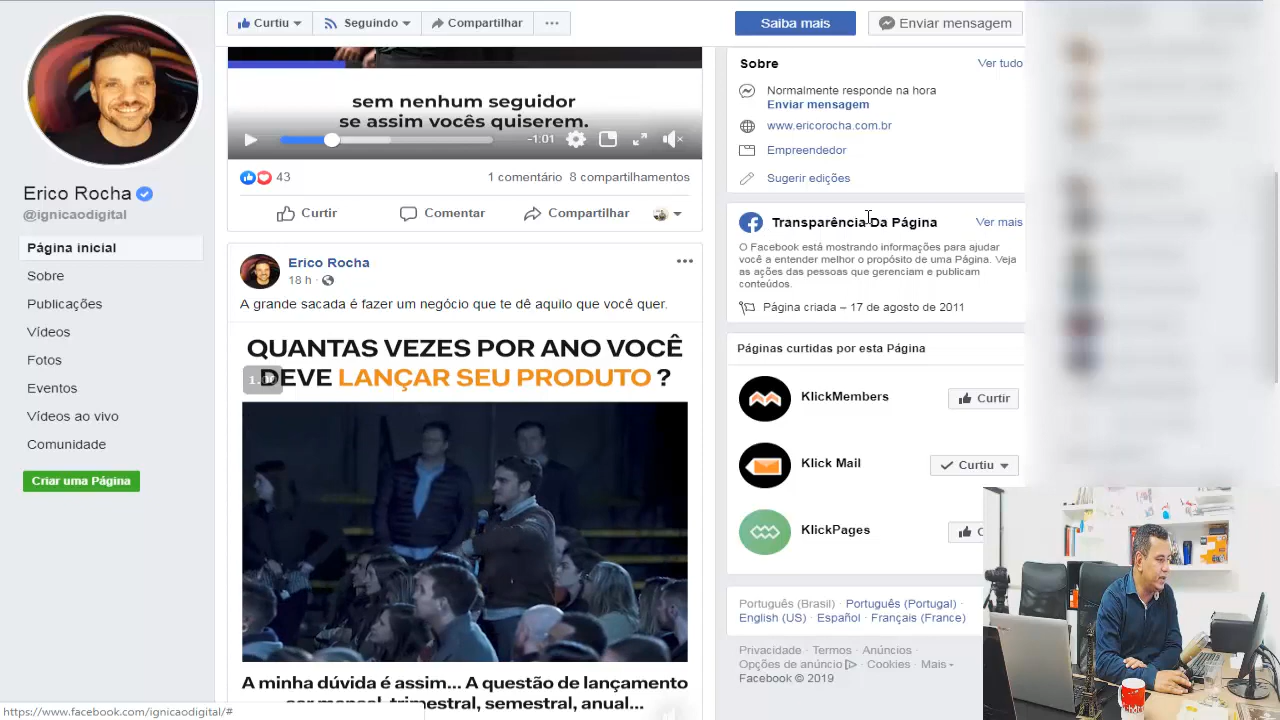 Curtiu
Seguindo
Compartilhar
Saiba mais
Enviar mensagem
Erico Rocha
@ignicaodigital
Página inicial
Sobre
Publicações
Vídeos
Fotos
Eventos
Vídeos ao vivo
Comunidade
Criar uma Página
https://www.facebook.com/ignicaodigital/#
sem nenhum seguidor
se assim vocês quiserem.
-1:01
43
1 comentário 8 compartilhamentos
Curtir
Comentar
Compartilhar
Erico Rocha
18 h
A grande sacada é fazer um negócio que te dê aquilo que você quer.
QUANTAS VEZES POR ANO VOCÊ
DEVE LANÇAR SEU PRODUTO ?
A minha dúvida é assim... A questão de lançamento
ser mensal, trimestral, semestral, anual...
Sobre
Ver tudo
Normalmente responde na hora
Enviar mensagem
www.ericorocha.com.br
Empreendedor
Sugerir edições
Transparência Da Página
Ver mais
O Facebook está mostrando informações para ajudar
você a entender melhor o propósito de uma Página. Veja
as ações das pessoas que gerenciam e publicam
conteúdos.
Página criada – 17 de agosto de 2011
Páginas curtidas por esta Página
KlickMembers
Curtir
Klick Mail
Curtiu
KlickPages
Português (Brasil) · Português (Portugal) ·
English (US) · Español · Français (France)
Privacidade · Termos · Anúncios ·
Opções de anúncio · Cookies · Mais
Facebook © 2019